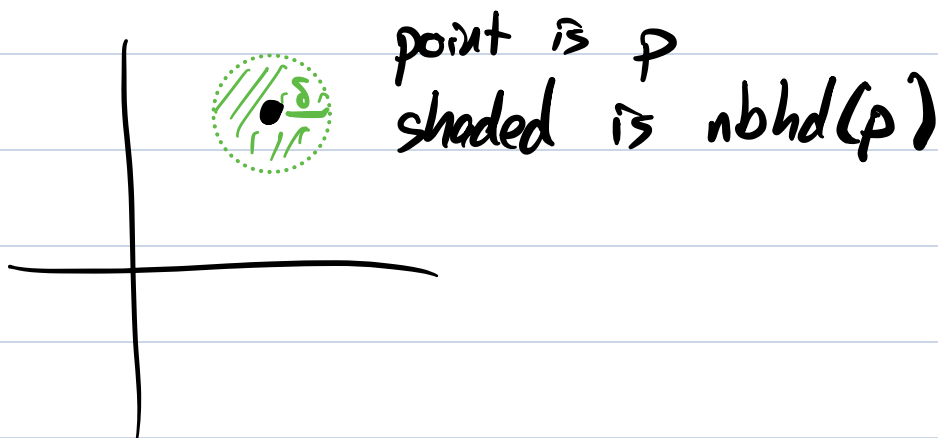 point is p
δ
shaded is nbhd(p)